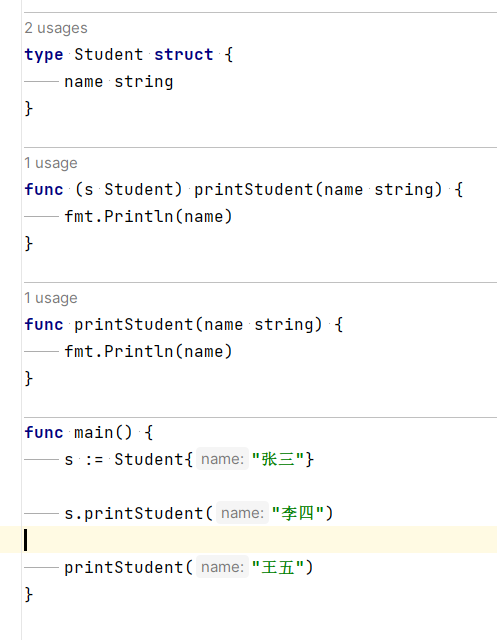 2 usages
type Student struct {
name string
}
1 usage
func (s Student) printStudent(name string) {
fmt.Println(name)
}
1 usage
func printStudent(name string) {
fmt.Println(name)
}
func main() {
s := Student{name: "张三"}
s.printStudent(name: "李四")
printStudent(name: "王五")
}